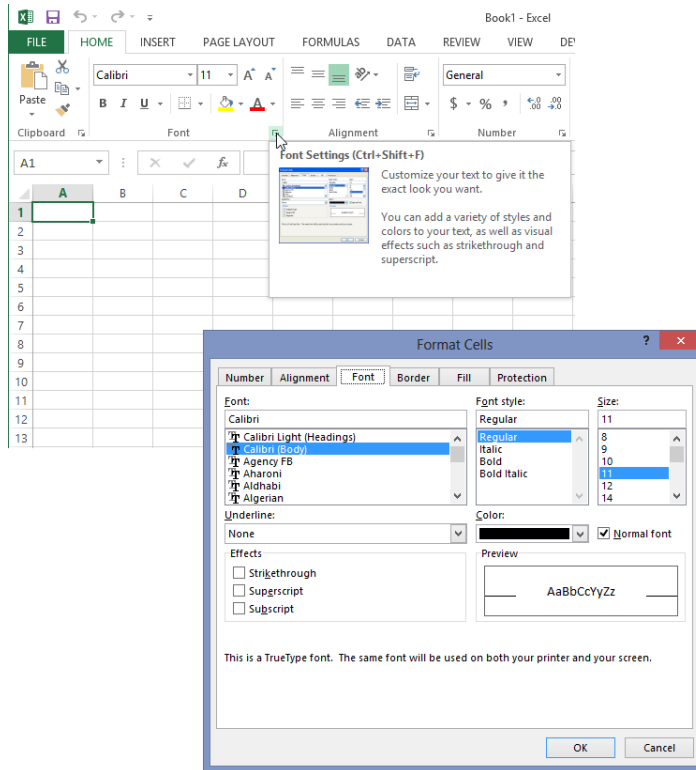 Book1 - Excel
FILE HOME INSERT PAGE LAYOUT FORMULAS DATA REVIEW VIEW DE
Calibri 11 A A General
Paste B I U A $ % , .0 .00 .00 .0
Clipboard Font Alignment Number
A1 fx
Font Settings (Ctrl+Shift+F)
Customize your text to give it the
exact look you want.
You can add a variety of styles and
colors to your text, as well as visual
effects such as strikethrough and
superscript.
A B C D
1
2
3
4
5
6
7
8
9
10
11
12
13
Format Cells ?
Number Alignment Font Border Fill Protection
Font: Font style: Size:
Calibri Regular 11
Calibri Light (Headings) Regular 8
Calibri (Body) Italic 9
Agency FB Bold 10
Aharoni Bold Italic 11
Aldhabi 12
Algerian 14
Underline: Color:
None Normal font
Effects Preview
Strikethrough
Superscript AaBbCcYyZz
Subscript
This is a TrueType font. The same font will be used on both your printer and your screen.
OK Cancel